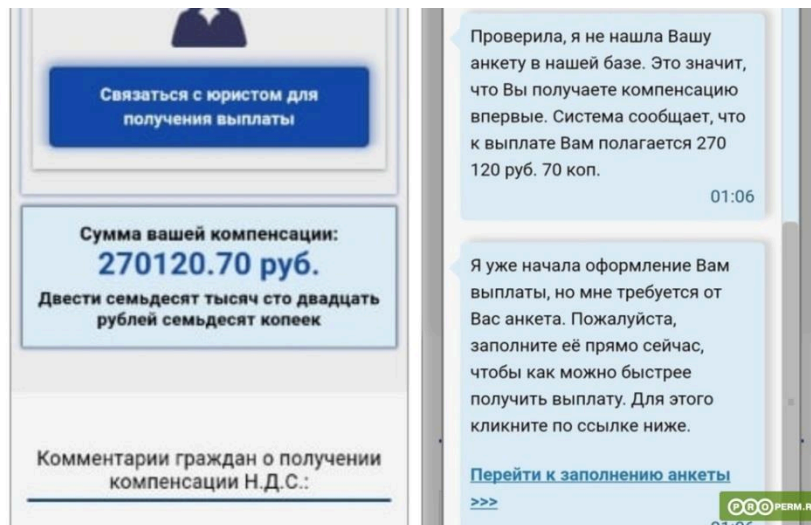 Связаться с юристом для
получения выплаты
Сумма вашей компенсации:
270120.70 руб.
Двести семьдесят тысяч сто двадцать
рублей семьдесят копеек
Комментарии граждан о получении
компенсации Н.Д.С.:
Проверила, я не нашла Вашу
анкету в нашей базе. Это значит,
что Вы получаете компенсацию
впервые. Система сообщает, что
к выплате Вам полагается 270
120 руб. 70 коп.
01:06
Я уже начала оформление Вам
выплаты, но мне требуется от
Вас анкета. Пожалуйста,
заполните её прямо сейчас,
чтобы как можно быстрее
получить выплату. Для этого
кликните по ссылке ниже.
Перейти к заполнению анкеты
>>>
01:06